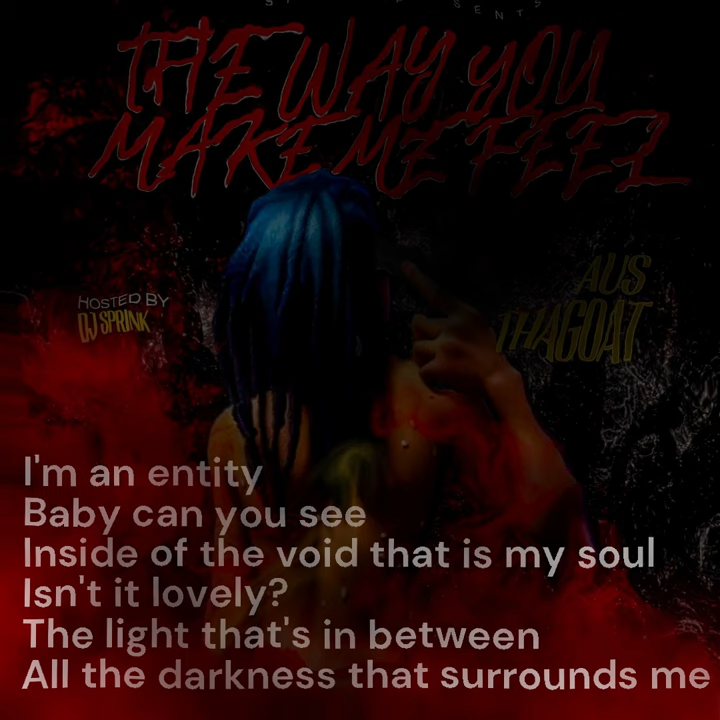 THE WAY YOU
MAKE ME FEEL
AUS
THAGOAT
HOSTED BY
DJ SPRINK
I'm an entity
Baby can you see
Inside of the void that is my soul
Isn't it lovely?
The light that's in between
All the darkness that surrounds me